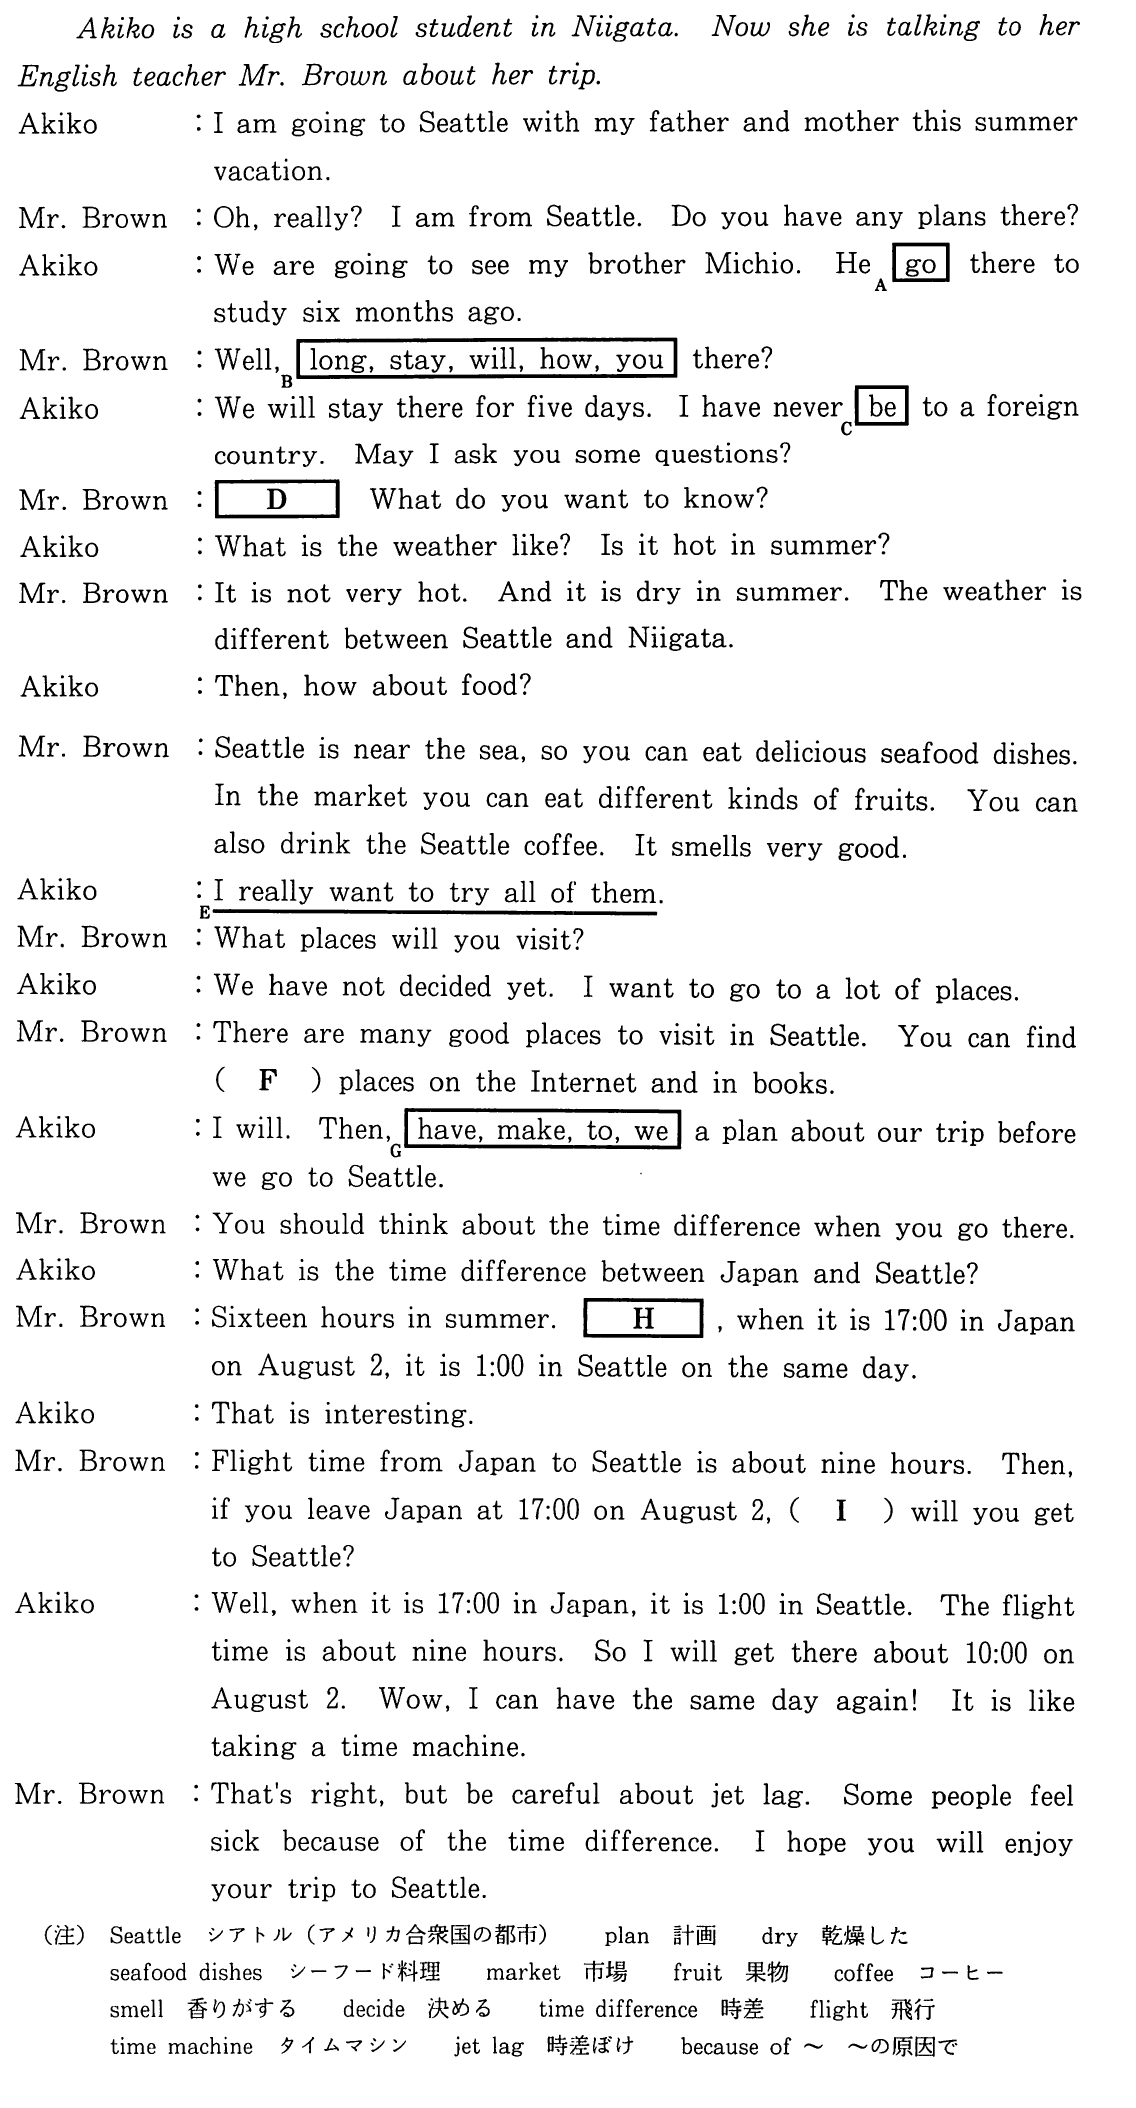 Akiko is a high school student in Niigata. Now she is talking to her
English teacher Mr. Brown about her trip.
Akiko : I am going to Seattle with my father and mother this summer
vacation.
Mr. Brown : Oh, really? I am from Seattle. Do you have any plans there?
Akiko : We are going to see my brother Michio. He A go there to
study six months ago.
Mr. Brown : Well, B long, stay, will, how, you there?
Akiko : We will stay there for five days. I have never C be to a foreign
country. May I ask you some questions?
Mr. Brown : D What do you want to know?
Akiko : What is the weather like? Is it hot in summer?
Mr. Brown : It is not very hot. And it is dry in summer. The weather is
different between Seattle and Niigata.
Akiko : Then, how about food?
Mr. Brown : Seattle is near the sea, so you can eat delicious seafood dishes.
In the market you can eat different kinds of fruits. You can
also drink the Seattle coffee. It smells very good.
Akiko : E I really want to try all of them.
Mr. Brown : What places will you visit?
Akiko : We have not decided yet. I want to go to a lot of places.
Mr. Brown : There are many good places to visit in Seattle. You can find
( F ) places on the Internet and in books.
Akiko : I will. Then, G have, make, to, we a plan about our trip before
we go to Seattle.
Mr. Brown : You should think about the time difference when you go there.
Akiko : What is the time difference between Japan and Seattle?
Mr. Brown : Sixteen hours in summer. H , when it is 17:00 in Japan
on August 2, it is 1:00 in Seattle on the same day.
Akiko : That is interesting.
Mr. Brown : Flight time from Japan to Seattle is about nine hours. Then,
if you leave Japan at 17:00 on August 2, ( I ) will you get
to Seattle?
Akiko : Well, when it is 17:00 in Japan, it is 1:00 in Seattle. The flight
time is about nine hours. So I will get there about 10:00 on
August 2. Wow, I can have the same day again! It is like
taking a time machine.
Mr. Brown : That's right, but be careful about jet lag. Some people feel
sick because of the time difference. I hope you will enjoy
your trip to Seattle.
（注） Seattle シアトル（アメリカ合衆国の都市） plan 計画 dry 乾燥した
seafood dishes シーフード料理 market 市場 fruit 果物 coffee コーヒー
smell 香りがする decide 決める time difference 時差 flight 飛行
time machine タイムマシン jet lag 時差ぼけ because of ～ ～の原因で